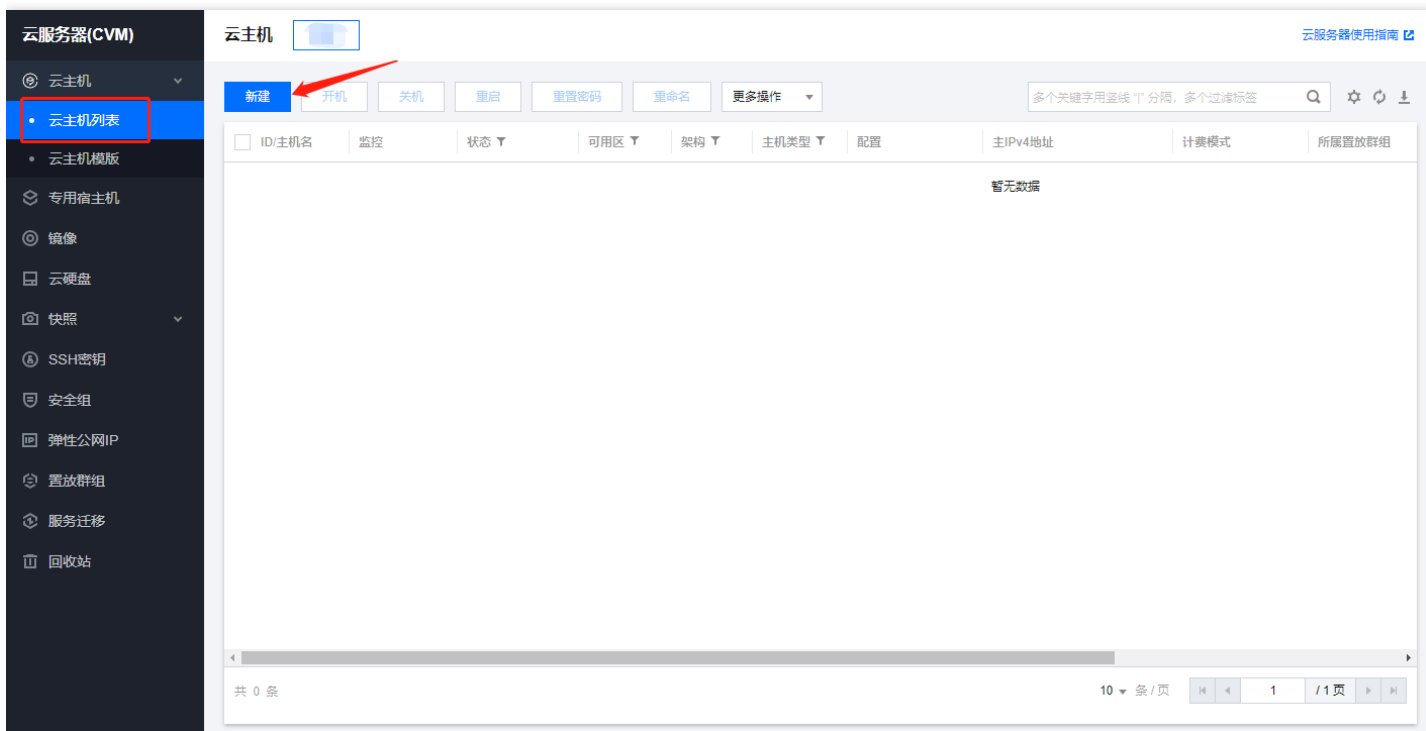 云服务器(CVM)
云主机
云主机列表
云主机模版
专用宿主机
镜像
云硬盘
快照
SSH密钥
安全组
弹性公网IP
置放群组
服务迁移
回收站
云主机
云服务器使用指南
新建 开机 关机 重启 重置密码 重命名 更多操作 多个关键字用竖线 "|" 分隔，多个过滤标签
ID/主机名 监控 状态 可用区 架构 主机类型 配置 主IPv4地址 计费模式 所属置放群组
暂无数据
共 0 条 10 条 / 页 1 / 1 页